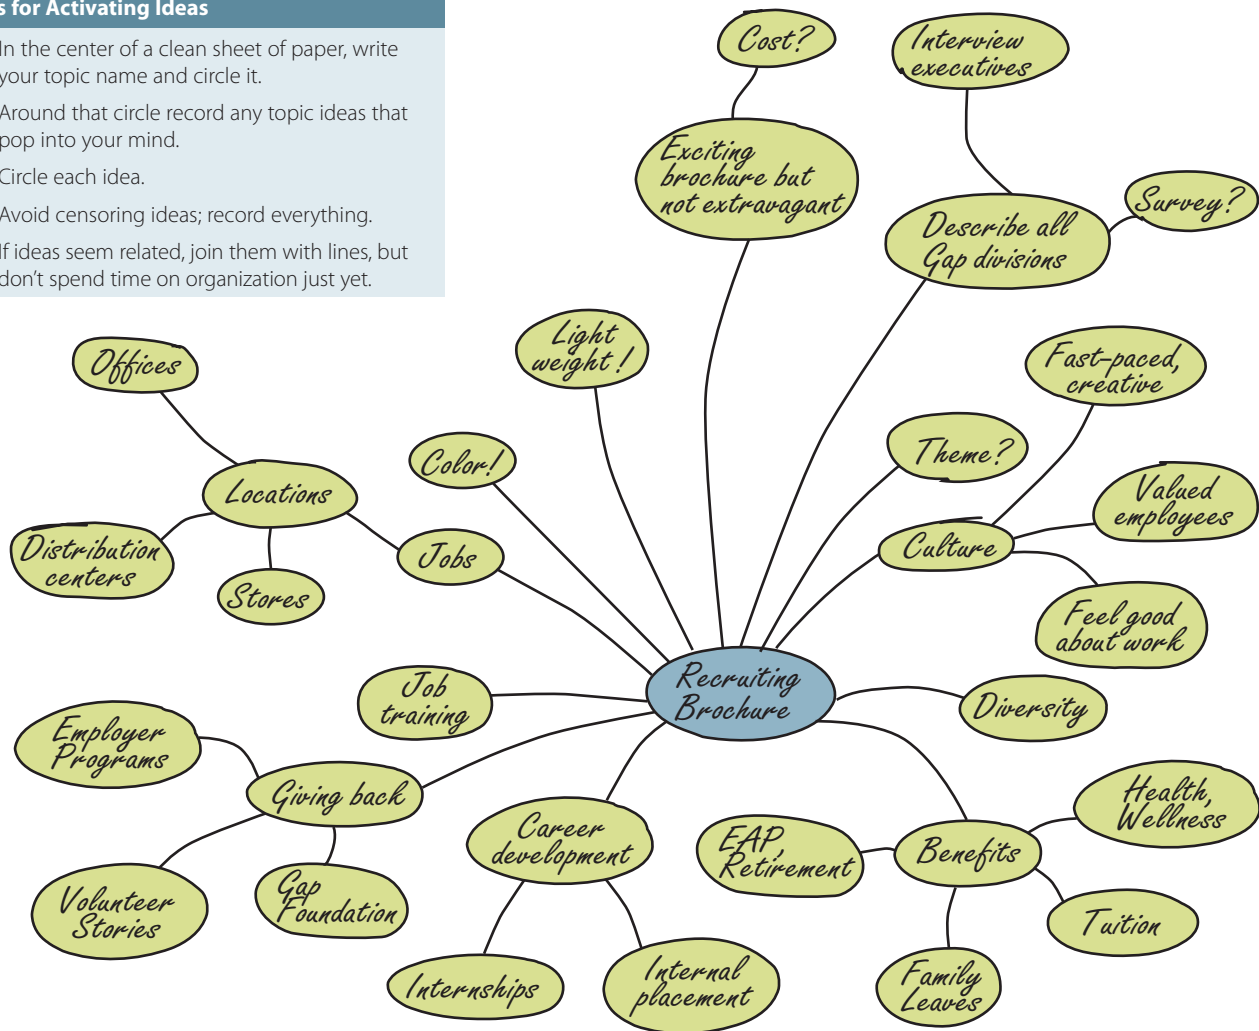 s for Activating Ideas
In the center of a clean sheet of paper, write
your topic name and circle it.
Around that circle record any topic ideas that
pop into your mind.
Circle each idea.
Avoid censoring ideas; record everything.
If ideas seem related, join them with lines, but
don't spend time on organization just yet.
Cost?
Interview
executives
Exciting
brochure but
not extravagant
Describe all
Gap divisions
Survey?
Light
weight!
Offices
Fast-paced,
creative
Color!
Theme?
Locations
Valued
employees
Distribution
centers
Stores
Jobs
Culture
Feel good
about work
Recruiting
Brochure
Job
training
Diversity
Employer
Programs
Giving back
Career
development
EAP,
Retirement
Benefits
Health,
Wellness
Volunteer
Stories
Gap
Foundation
Tuition
Internships
Internal
placement
Family
Leaves